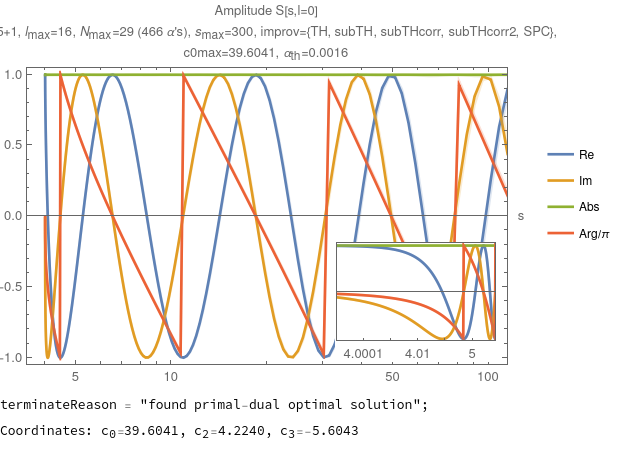 Amplitude S[s,l=0]
5+1, lmax=16, Nmax=29 (466 α's), smax=300, improv={TH, subTH, subTHcorr, subTHcorr2, SPC},
c0max=39.6041, αth=0.0016
1.0
0.5
0.0
-0.5
-1.0
5
10
50
100
s
4.0001
4.01
5
Re
Im
Abs
Arg/π
terminateReason = "found primal-dual optimal solution";
Coordinates: c0=39.6041, c2=4.2240, c3=-5.6043